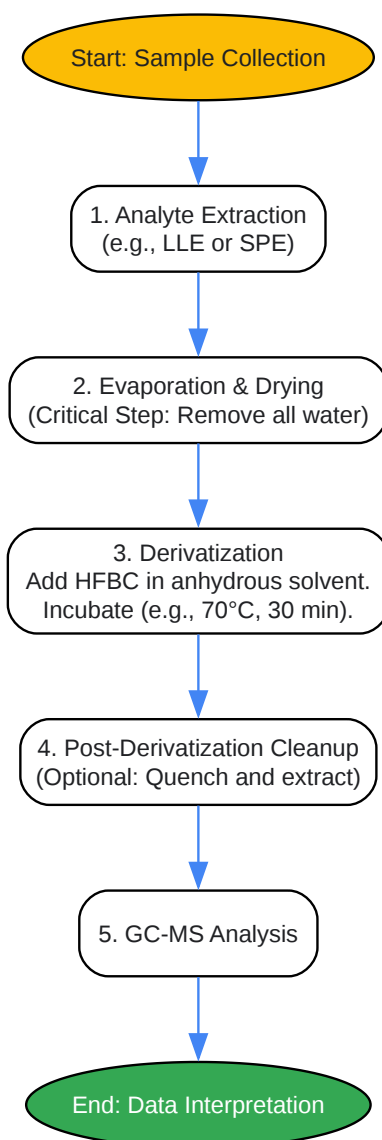 Start: Sample Collection
1. Analyte Extraction
(e.g., LLE or SPE)
2. Evaporation & Drying
(Critical Step: Remove all water)
3. Derivatization
Add HFBC in anhydrous solvent.
Incubate (e.g., 70°C, 30 min).
4. Post-Derivatization Cleanup
(Optional: Quench and extract)
5. GC-MS Analysis
End: Data Interpretation